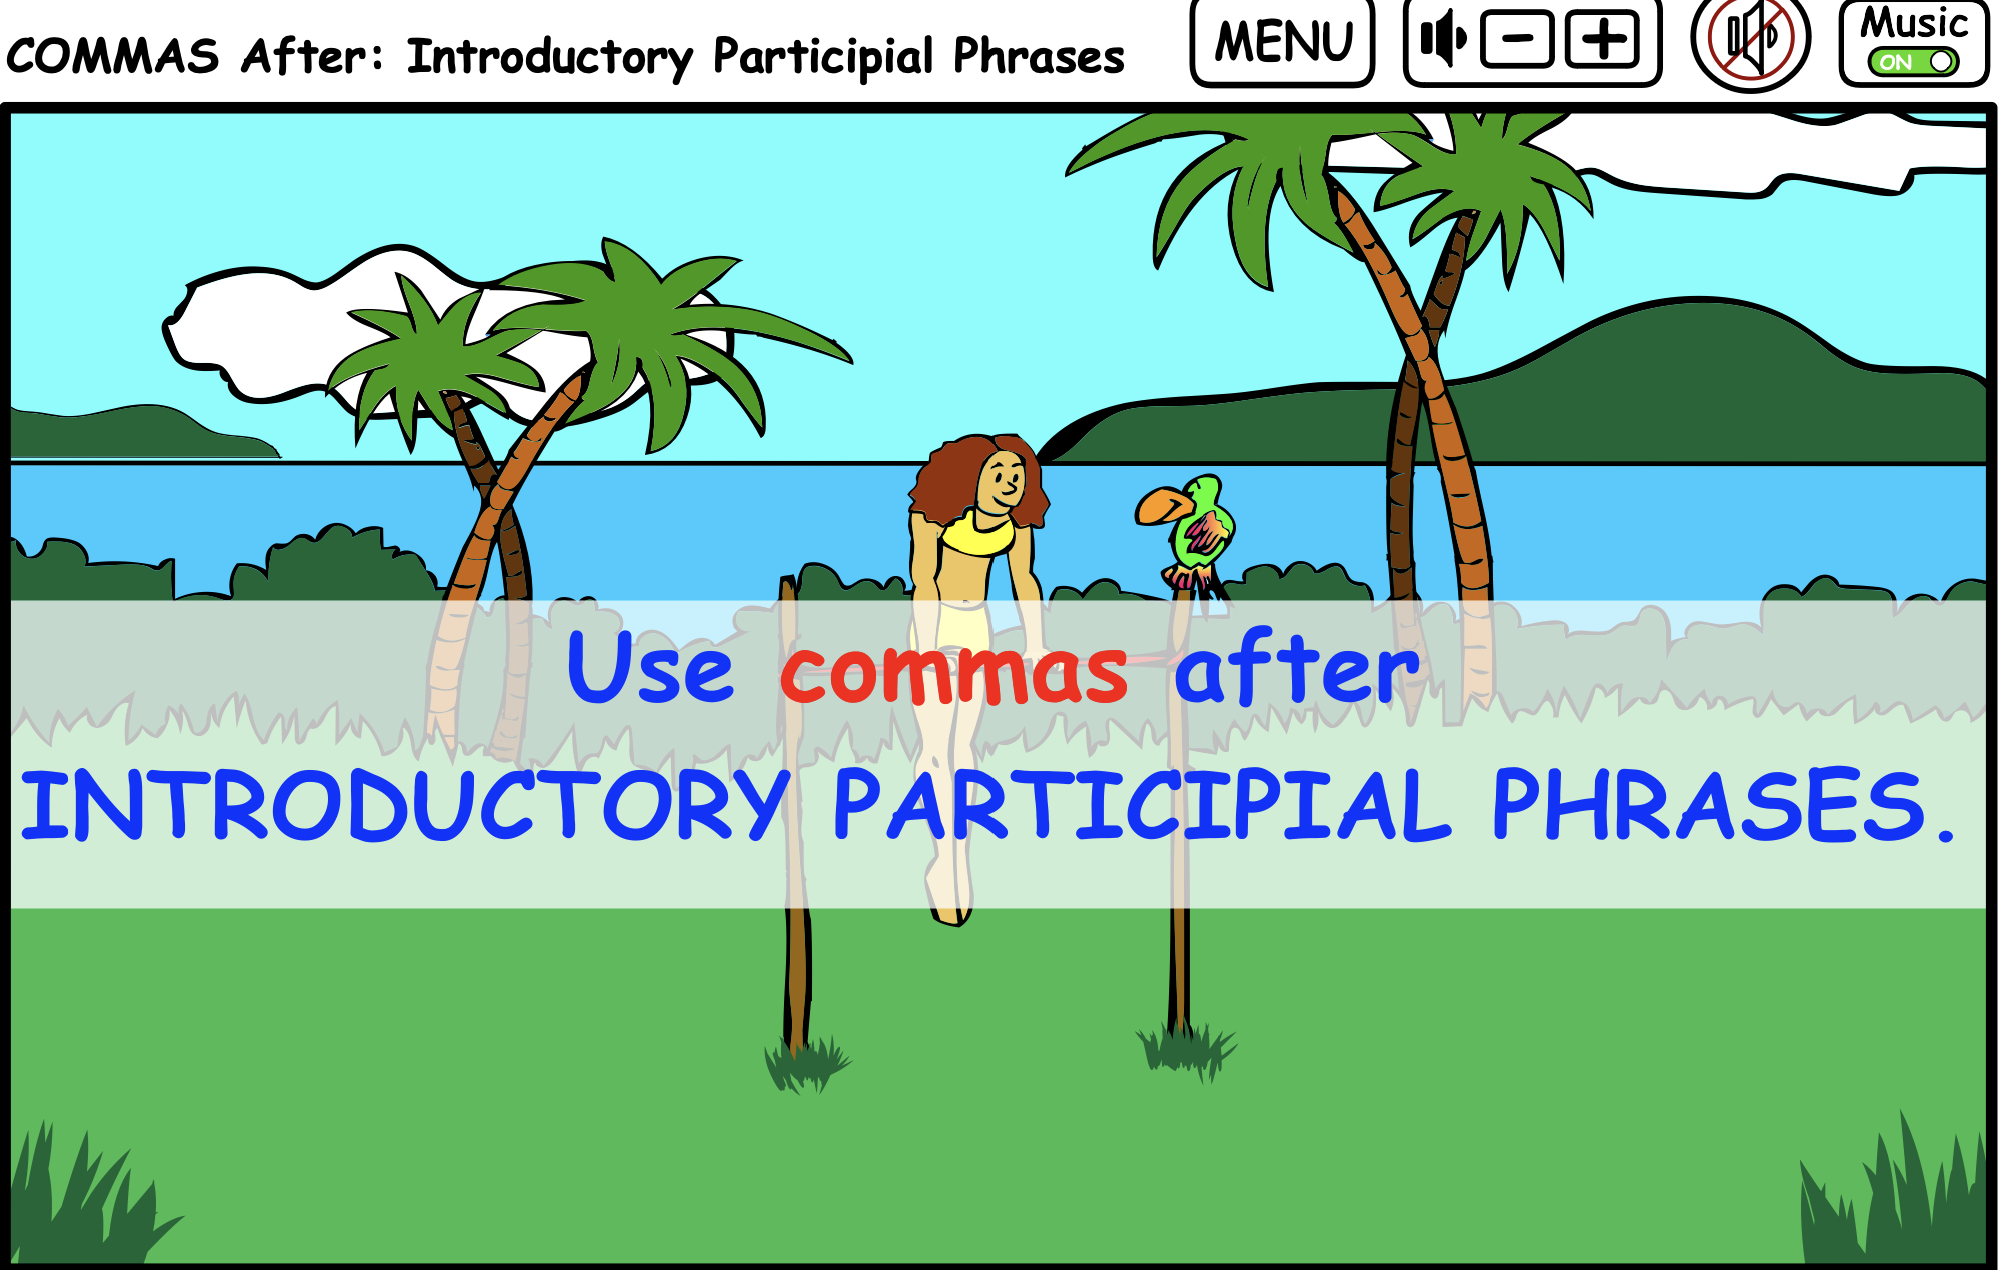 COMMAS After: Introductory Participial Phrases
MENU
Music
ON
Use commas after
INTRODUCTORY PARTICIPIAL PHRASES.